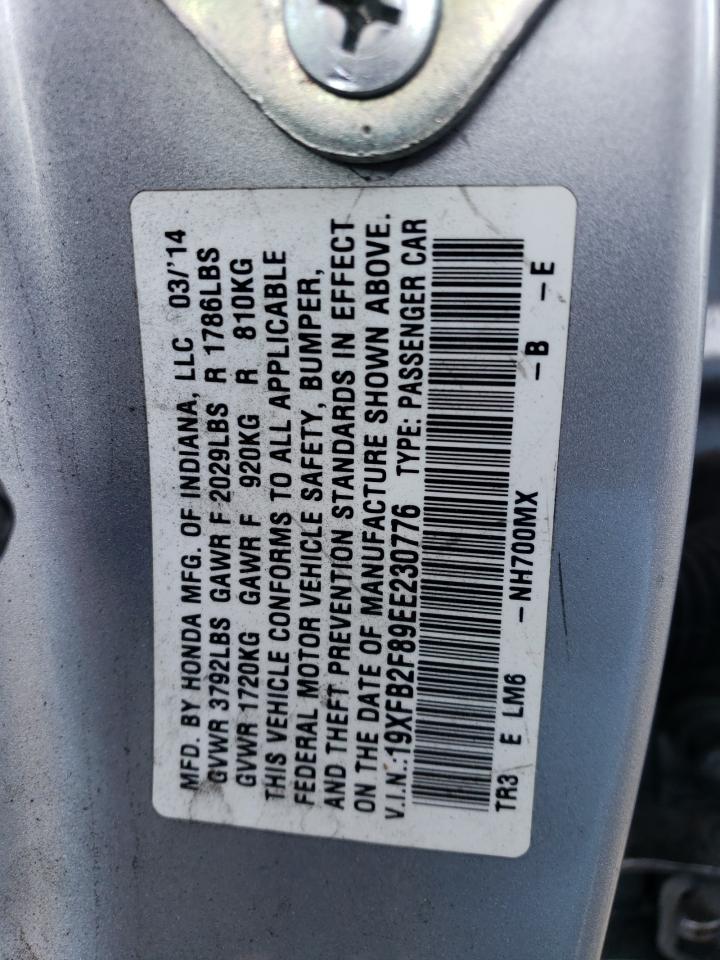 MFD. BY HONDA MFG. OF INDIANA, LLC 03/'14
GVWR 3792LBS GAWR F 2029LBS R 1786LBS
GVWR 1720KG GAWR F 920KG R 810KG
THIS VEHICLE CONFORMS TO ALL APPLICABLE
FEDERAL MOTOR VEHICLE SAFETY, BUMPER,
AND THEFT PREVENTION STANDARDS IN EFFECT
ON THE DATE OF MANUFACTURE SHOWN ABOVE.
V.I.N.:19XFB2F89EE230776 TYPE: PASSENGER CAR
TR3 E LM6 -NH700MX -B -E